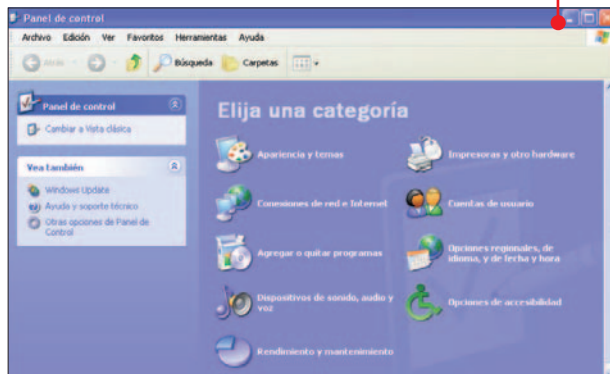 Panel de control
Archivo Edición Ver Favoritos Herramientas Ayuda
Atrás Búsqueda Carpetas
Panel de control
Cambiar a Vista clásica
Vea también
Windows Update
Ayuda y soporte técnico
Otras opciones de Panel de
Control
Elija una categoría
Apariencia y temas
Impresoras y otro hardware
Conexiones de red e Internet
Cuentas de usuario
Agregar o quitar programas
Opciones regionales, de
idioma, y de fecha y hora
Dispositivos de sonido, audio y
voz
Opciones de accesibilidad
Rendimiento y mantenimiento